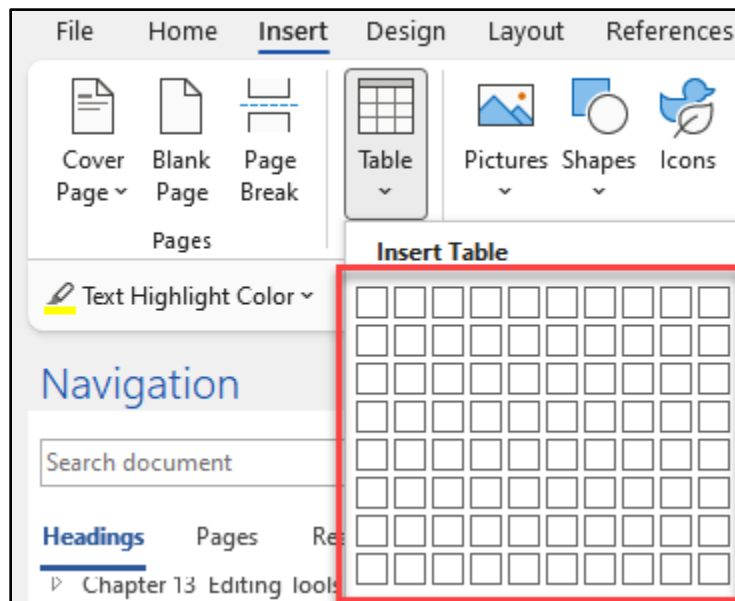 File Home Insert Design Layout References
Cover Page Blank Page Page Break Table Pictures Shapes Icons
Pages
Insert Table
Text Highlight Color
Navigation
Search document
Headings Pages
Chapter 13 Editing Tools